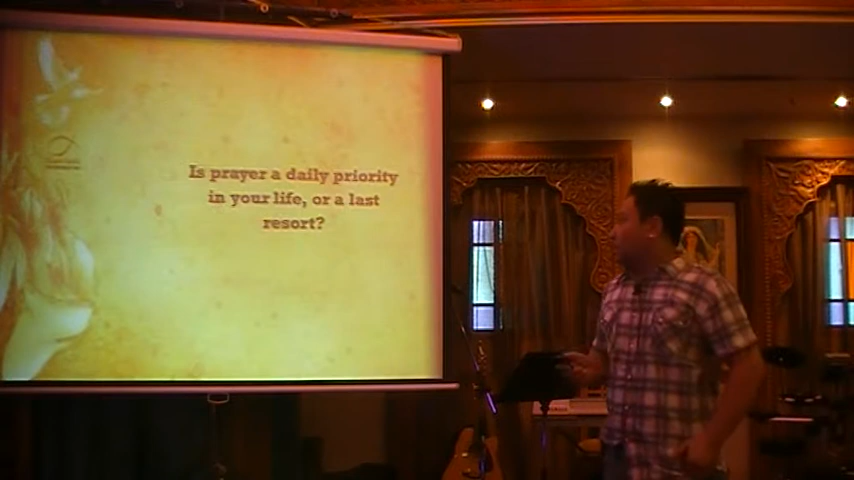 Is prayer a daily priority
in your life, or a last
resort?